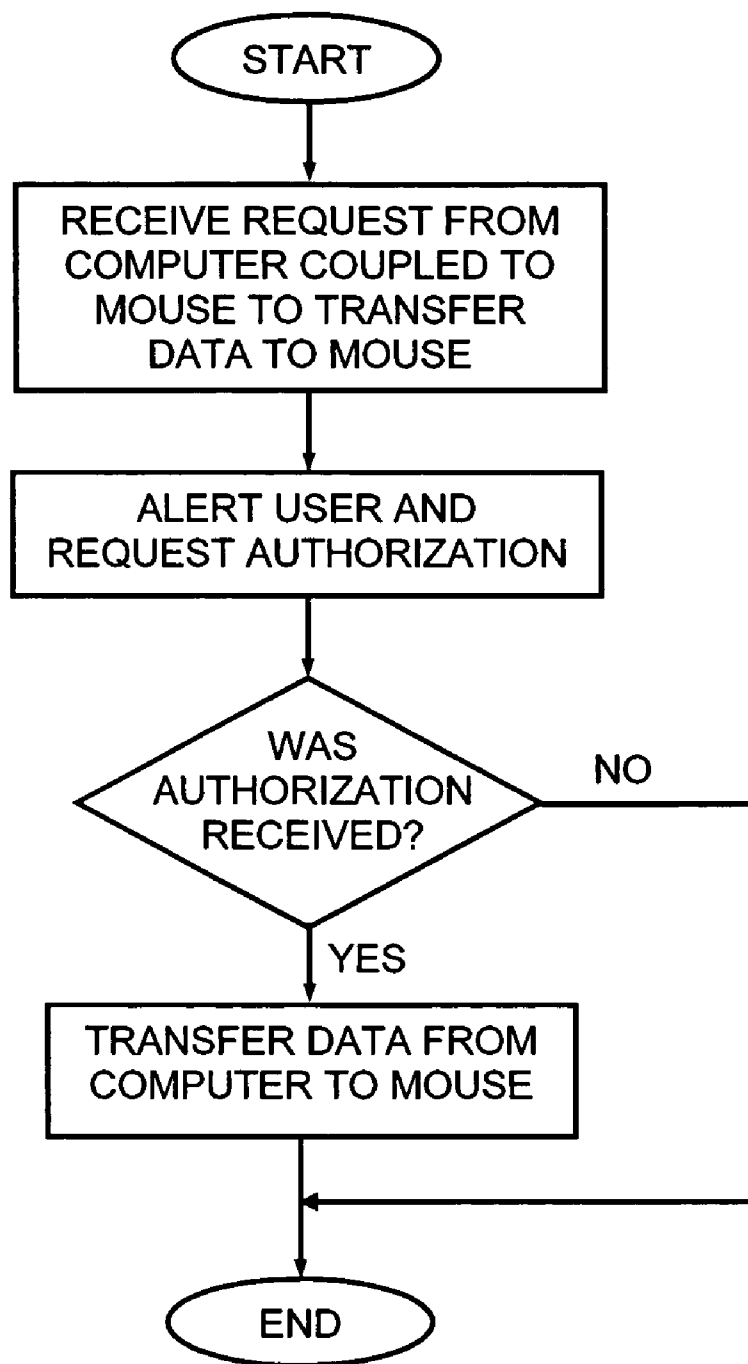 START
RECEIVE REQUEST FROM
COMPUTER COUPLED TO
MOUSE TO TRANSFER
DATA TO MOUSE
ALERT USER AND
REQUEST AUTHORIZATION
WAS
AUTHORIZATION
RECEIVED?
NO
YES
TRANSFER DATA FROM
COMPUTER TO MOUSE
END